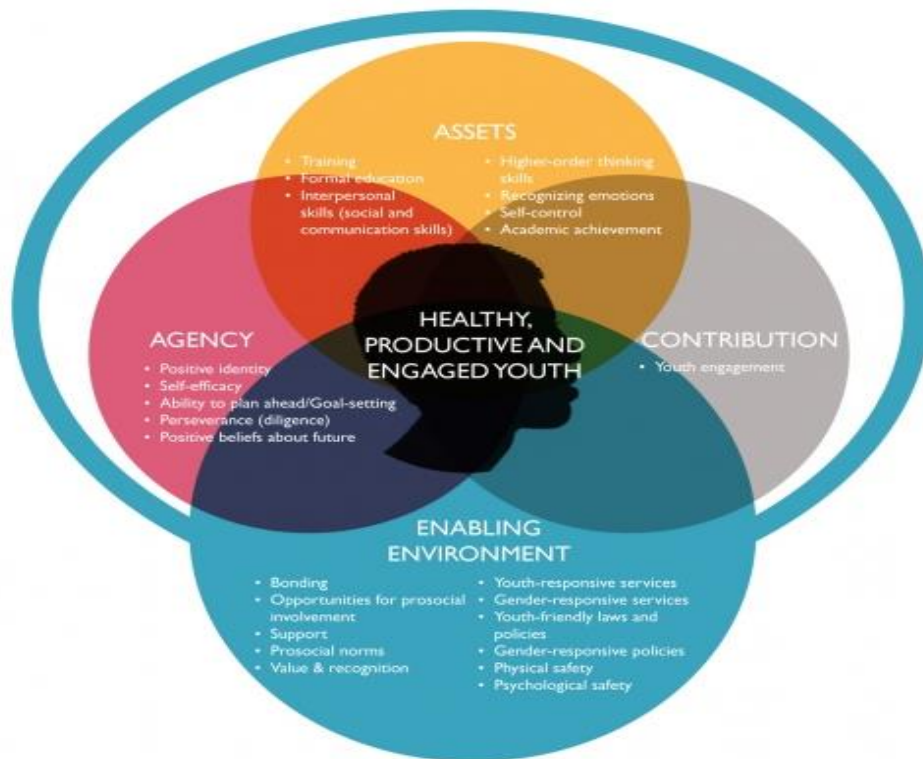 ASSETS
• Training
• Formal education
• Interpersonal
skills (social and
communication skills)
• Higher-order thinking
skills
• Recognizing emotions
• Self-control
• Academic achievement
AGENCY
• Positive identity
• Self-efficacy
• Ability to plan ahead/Goal-setting
• Perseverance (diligence)
• Positive beliefs about future
HEALTHY,
PRODUCTIVE AND
ENGAGED YOUTH
CONTRIBUTION
• Youth engagement
ENABLING
ENVIRONMENT
• Bonding
• Opportunities for prosocial
involvement
• Support
• Prosocial norms
• Value & recognition
• Youth-responsive services
• Gender-responsive services
• Youth-friendly laws and
policies
• Gender-responsive policies
• Physical safety
• Psychological safety